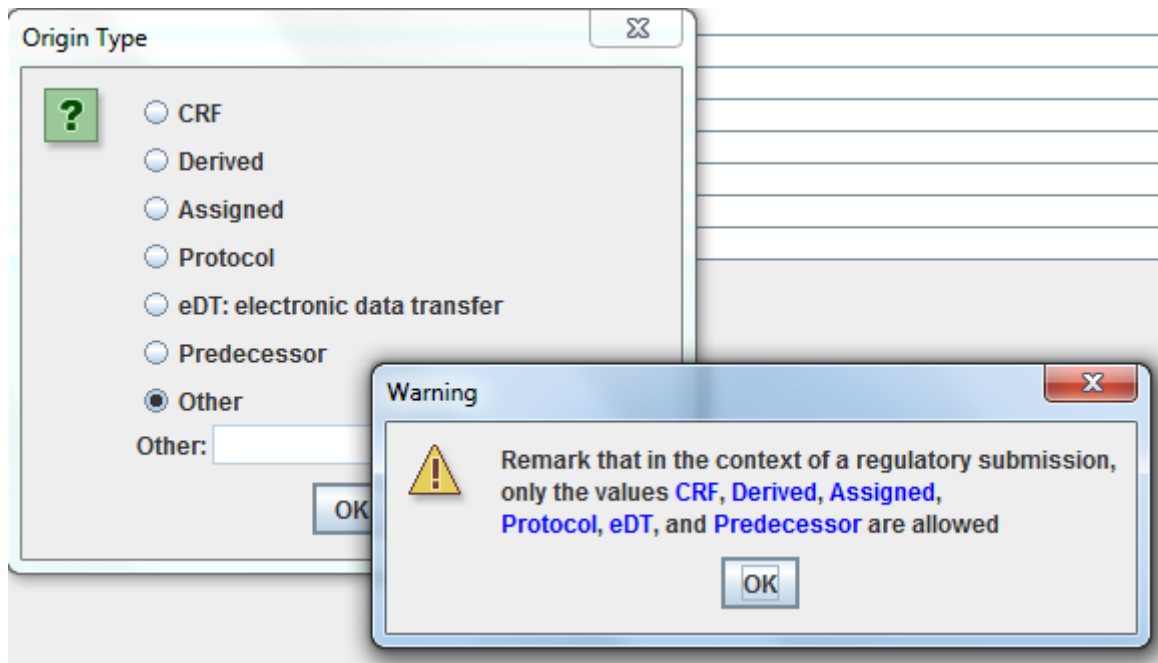 Origin Type
?
CRF
Derived
Assigned
Protocol
eDT: electronic data transfer
Predecessor
Other
Other:
OK
Warning
Remark that in the context of a regulatory submission,
only the values CRF, Derived, Assigned,
Protocol, eDT, and Predecessor are allowed
OK